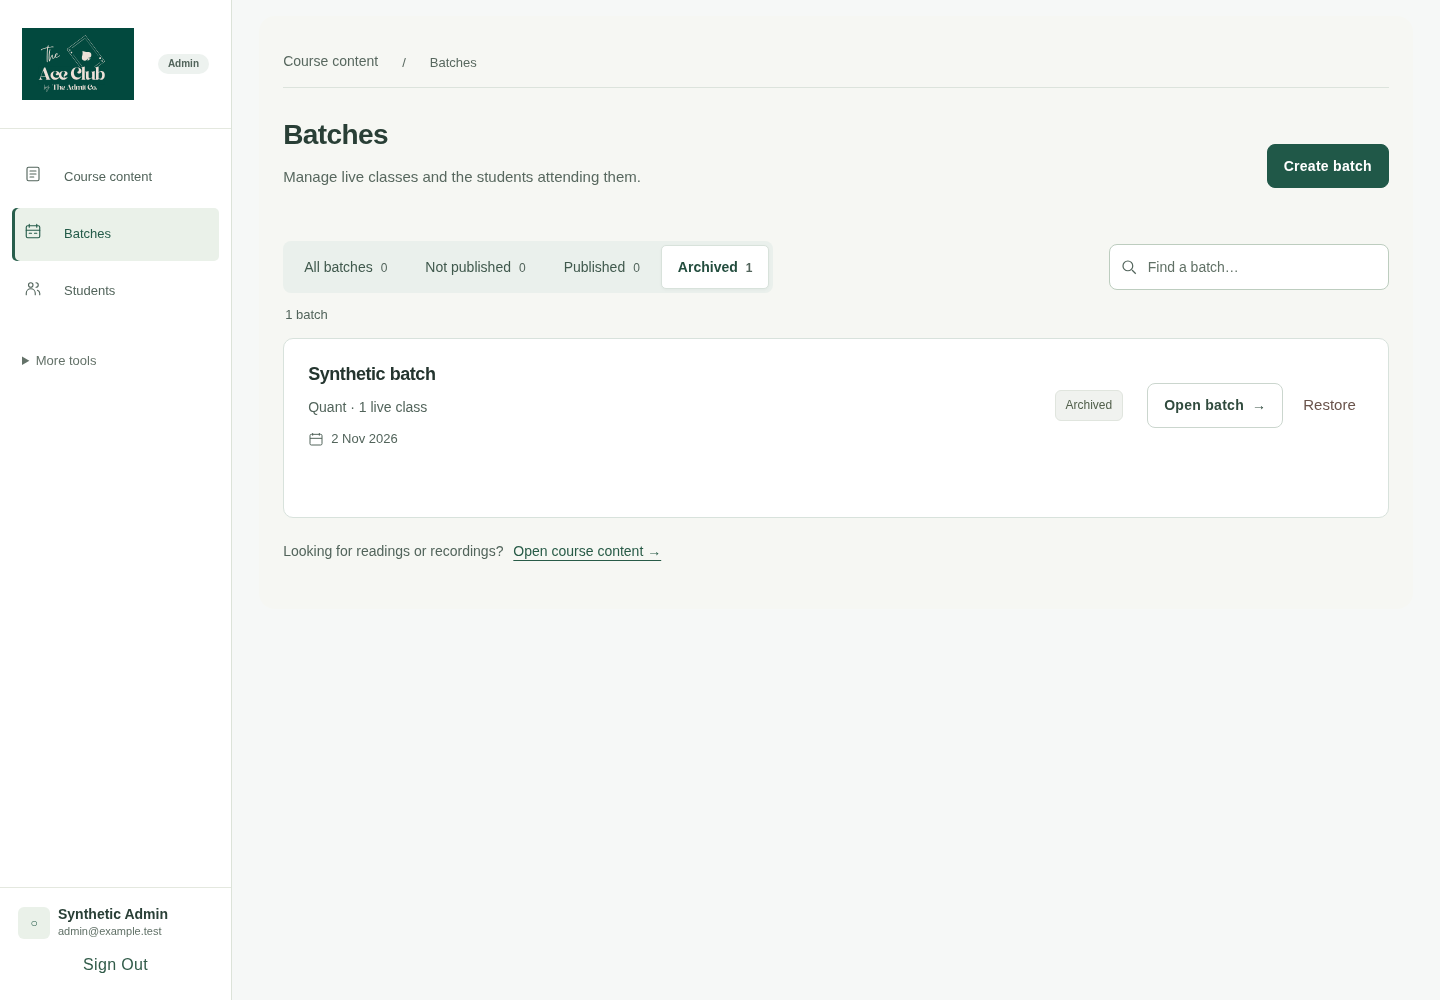 The
Ace Club
by The Admit Co.
Admin
Course content
Batches
Students
More tools
Synthetic Admin
admin@example.test
Sign Out
Course content / Batches
Batches
Manage live classes and the students attending them.
Create batch
All batches 0 Not published 0 Published 0 Archived 1
Find a batch…
1 batch
Synthetic batch
Quant · 1 live class
2 Nov 2026
Archived
Open batch →
Restore
Looking for readings or recordings? Open course content →